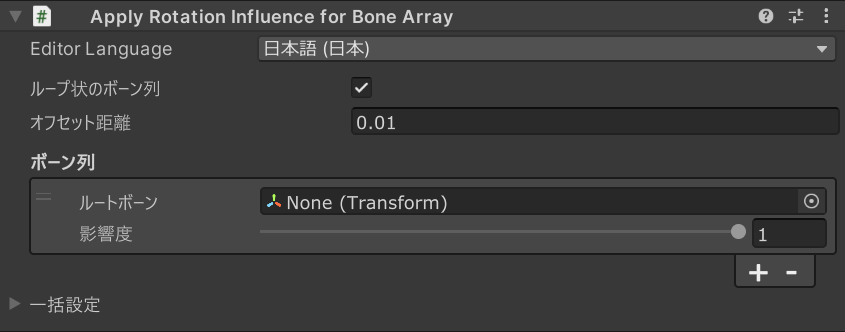 Apply Rotation Influence for Bone Array
Editor Language 日本語 (日本)
ループ状のボーン列
オフセット距離 0.01
ボーン列
ルートボーン None (Transform)
影響度 1
+ -
一括設定